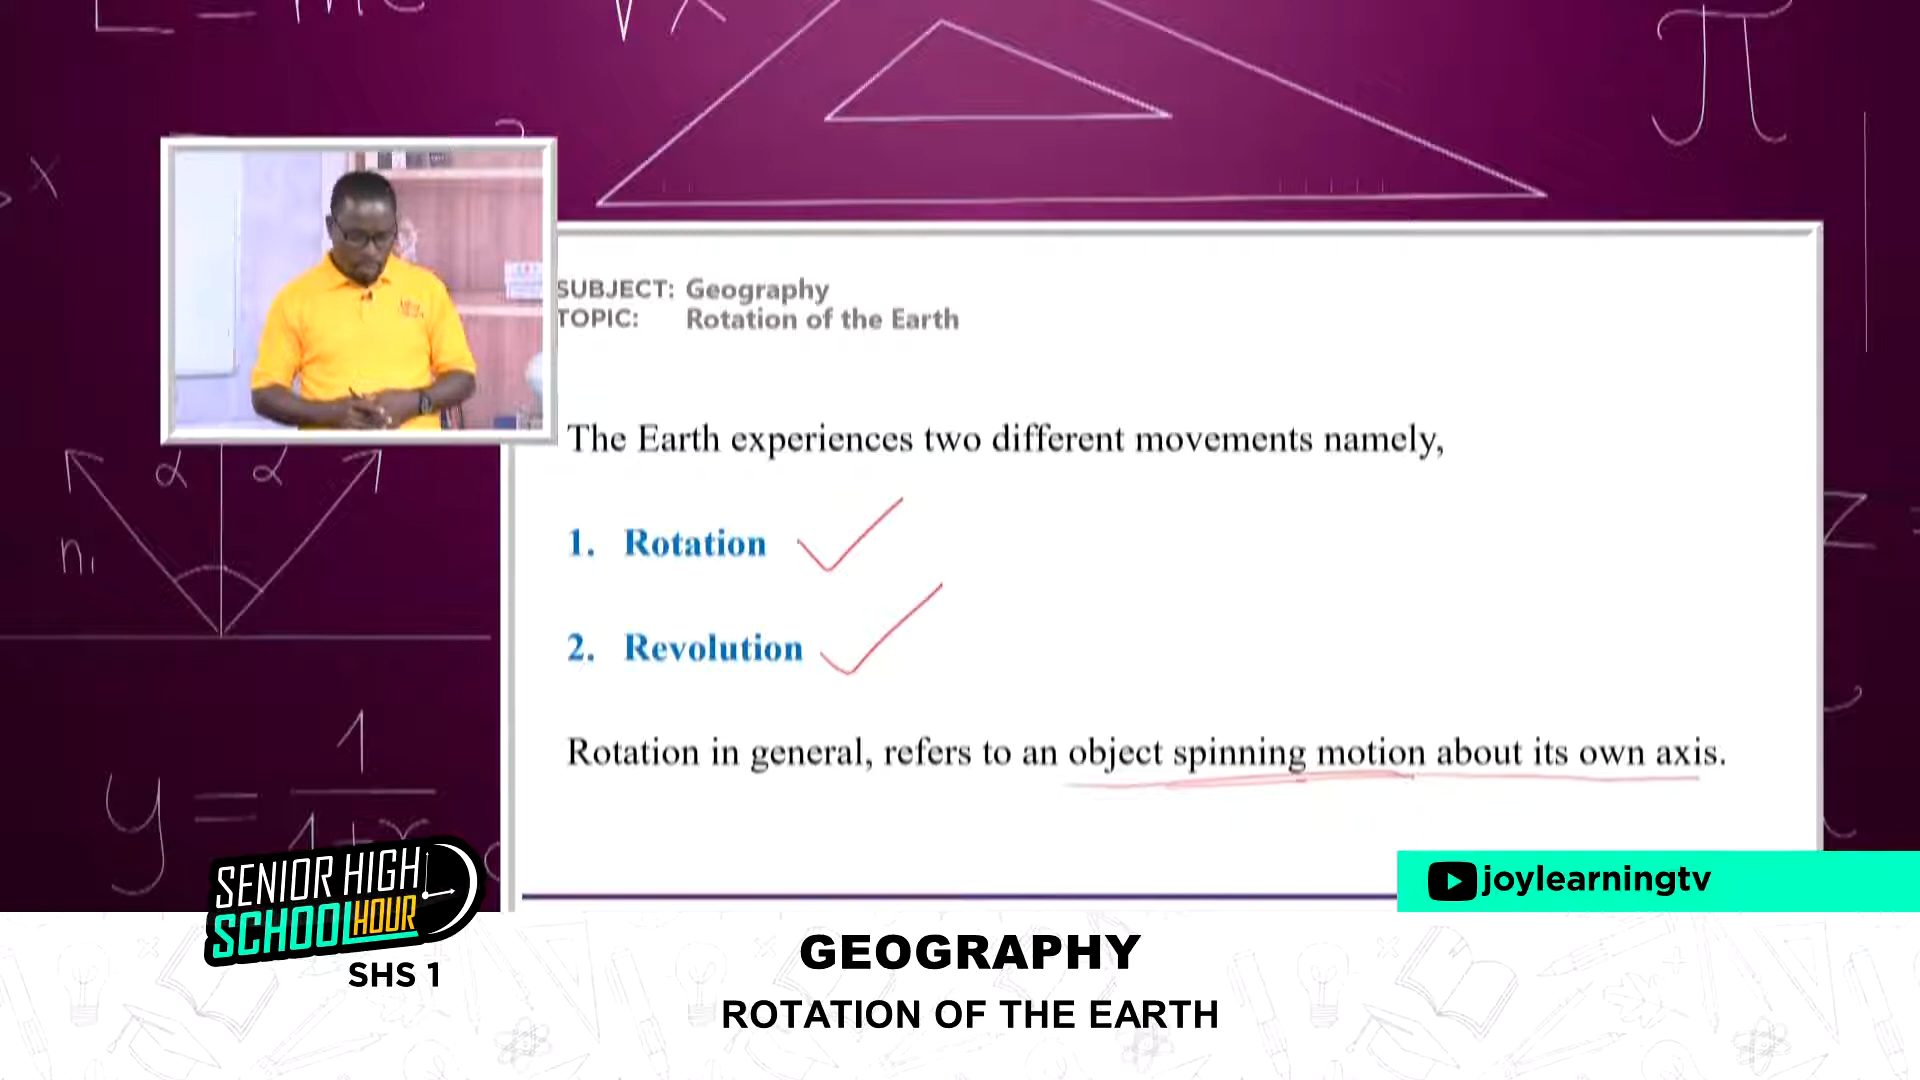 SUBJECT: Geography
TOPIC: Rotation of the Earth
The Earth experiences two different movements namely,
1. Rotation
2. Revolution
Rotation in general, refers to an object spinning motion about its own axis.
π
x
α α
n₁
y = 1
joylearningtv
SENIOR HIGH
SCHOOL HOUR
SHS 1
GEOGRAPHY
ROTATION OF THE EARTH